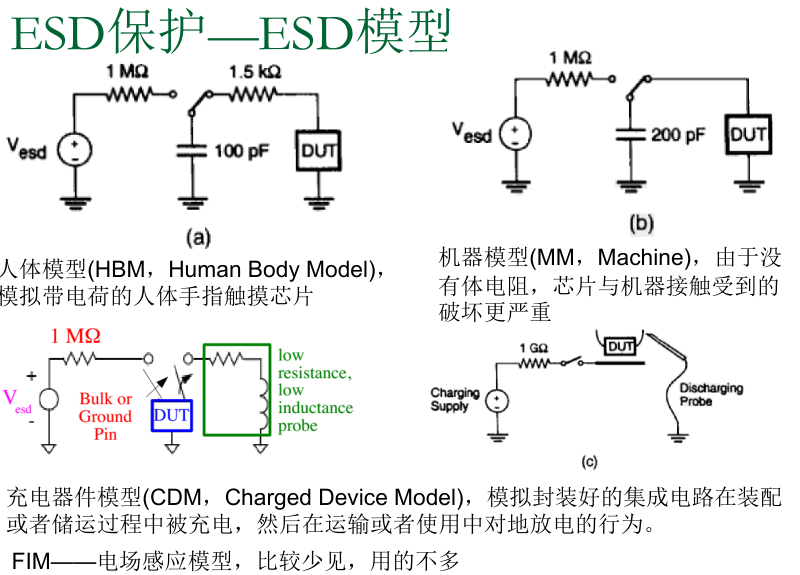 ESD保护—ESD模型
1 MΩ
1.5 kΩ
Vesd
+
−
100 pF
DUT
(a)
1 MΩ
Vesd
+
−
200 pF
DUT
(b)
人体模型(HBM，Human Body Model)，
模拟带电荷的人体手指触摸芯片
机器模型(MM，Machine)，由于没
有体电阻，芯片与机器接触受到的
破坏更严重
1 MΩ
+
Vesd
-
Bulk or
Ground
Pin
DUT
low
resistance,
low
inductance
probe
DUT
1 GΩ
Charging
Supply
+
−
Discharging
Probe
(c)
充电器件模型(CDM，Charged Device Model)，模拟封装好的集成电路在装配
或者储运过程中被充电，然后在运输或者使用中对地放电的行为。
FIM——电场感应模型，比较少见，用的不多